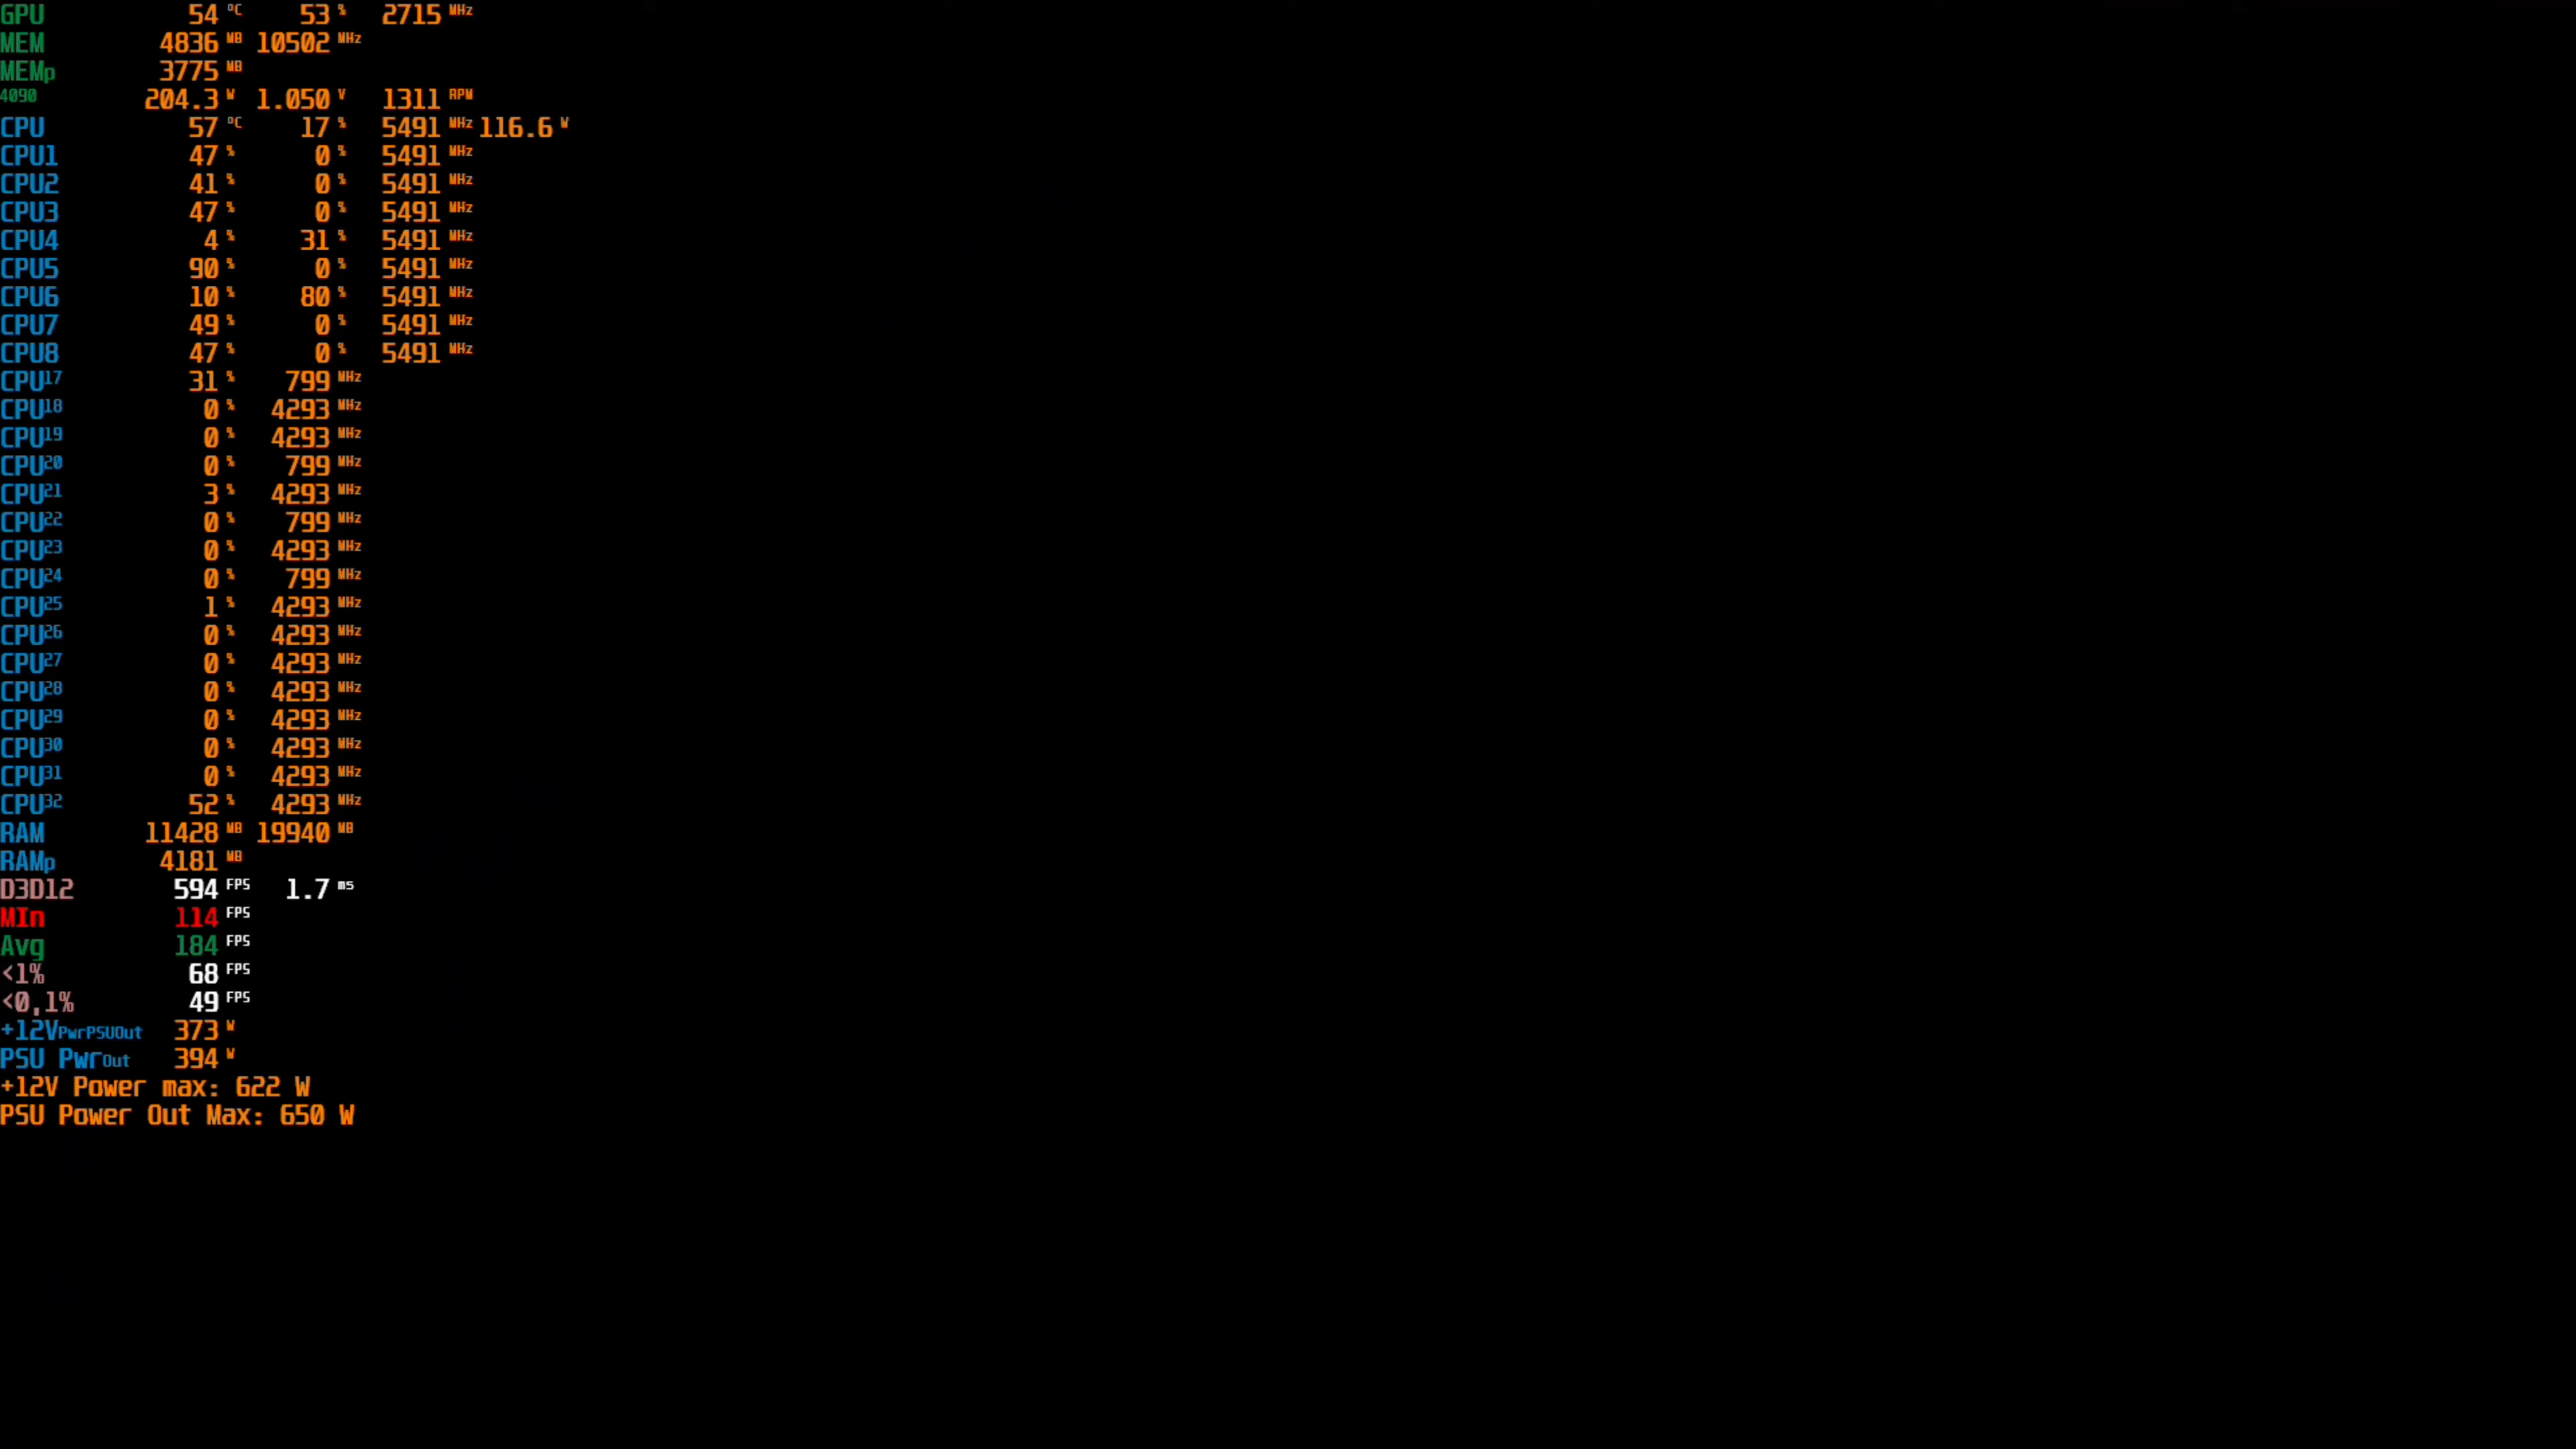 GPU 54 °C 53 % 2715 MHz
MEM 4836 MB 10502 MHz
MEMp 3775 MB
4090 204.3 W 1.050 V 1311 RPM
CPU 57 °C 17 % 5491 MHz 116.6 W
CPU1 47 % 0 % 5491 MHz
CPU2 41 % 0 % 5491 MHz
CPU3 47 % 0 % 5491 MHz
CPU4 4 % 31 % 5491 MHz
CPU5 90 % 0 % 5491 MHz
CPU6 10 % 80 % 5491 MHz
CPU7 49 % 0 % 5491 MHz
CPU8 47 % 0 % 5491 MHz
CPU17 31 % 799 MHz
CPU18 0 % 4293 MHz
CPU19 0 % 4293 MHz
CPU20 0 % 799 MHz
CPU21 3 % 4293 MHz
CPU22 0 % 799 MHz
CPU23 0 % 4293 MHz
CPU24 0 % 799 MHz
CPU25 1 % 4293 MHz
CPU26 0 % 4293 MHz
CPU27 0 % 4293 MHz
CPU28 0 % 4293 MHz
CPU29 0 % 4293 MHz
CPU30 0 % 4293 MHz
CPU31 0 % 4293 MHz
CPU32 52 % 4293 MHz
RAM 11428 MB 19940 MB
RAMp 4181 MB
D3D12 594 FPS 1.7 ms
MIn 114 FPS
Avg 184 FPS
<1% 68 FPS
<0,1% 49 FPS
+12VPwrPSUOut 373 W
PSU PwrOut 394 W
+12V Power max: 622 W
PSU Power Out Max: 650 W